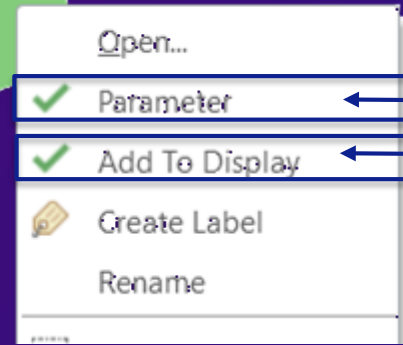 Open...
Parameter
Add To Display
Create Label
Rename